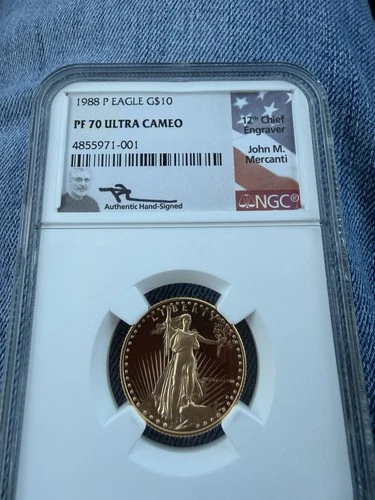 1988 P EAGLE G$10
PF 70 ULTRA CAMEO
4855971-001
Authentic Hand-Signed
12th Chief
Engraver
John M.
Mercanti
NGC®
LIBERTY